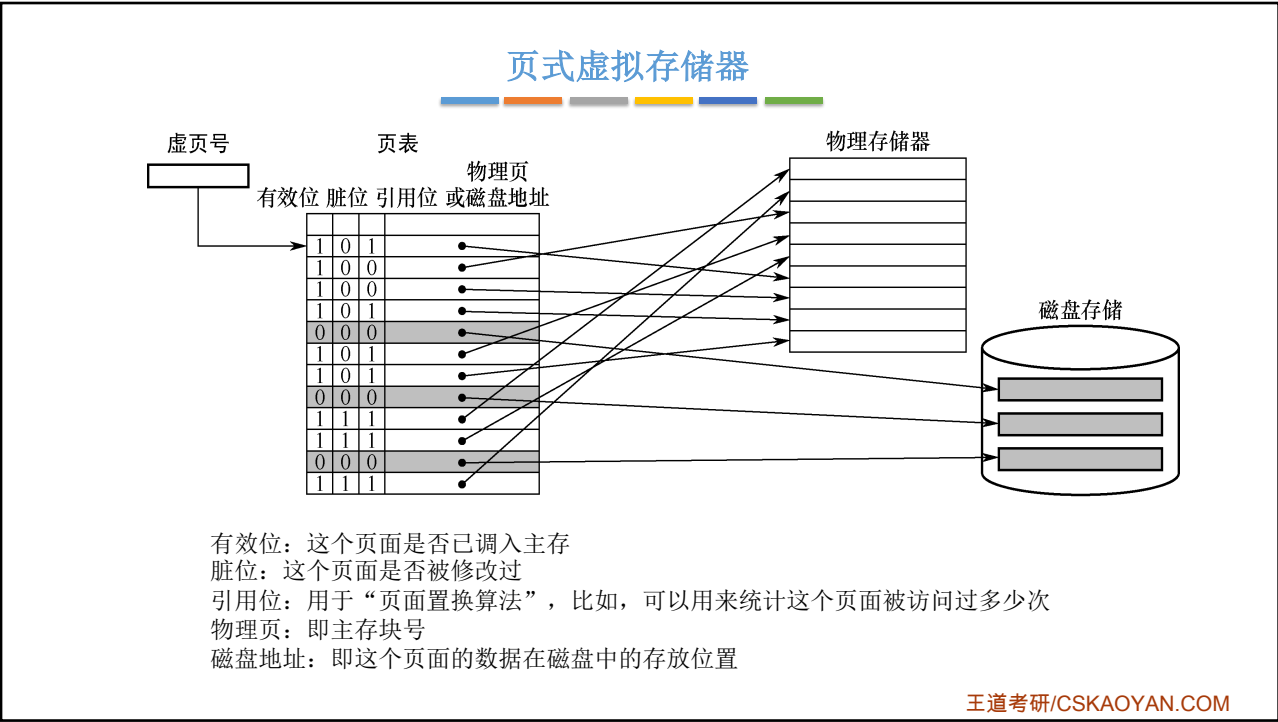 页式虚拟存储器
虚页号
页表
物理存储器
物理页
有效位 脏位 引用位 或磁盘地址
1 0 1
1 0 0
1 0 0
1 0 1
0 0 0
1 0 1
1 0 1
0 0 0
1 1 1
1 1 1
0 0 0
1 1 1
磁盘存储
有效位：这个页面是否已调入主存
脏位：这个页面是否被修改过
引用位：用于“页面置换算法”，比如，可以用来统计这个页面被访问过多少次
物理页：即主存块号
磁盘地址：即这个页面的数据在磁盘中的存放位置
王道考研/CSKAOYAN.COM